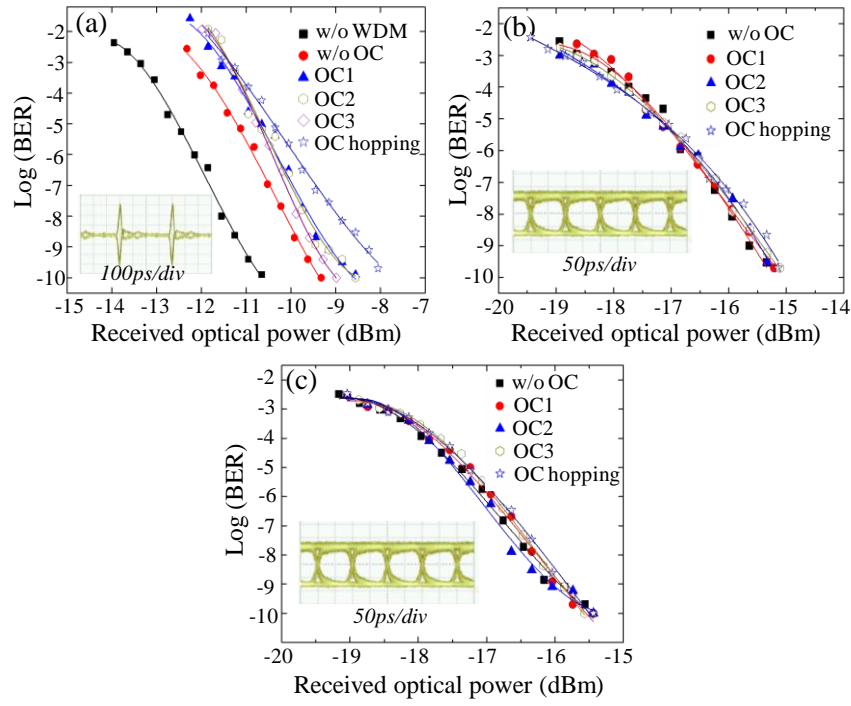 (a)
w/o WDM
w/o OC
OC1
OC2
OC3
OC hopping
Log (BER)
-2
-3
-4
-5
-6
-7
-8
-9
-10
100ps/div
-15 -14 -13 -12 -11 -10 -9 -8 -7
Received optical power (dBm)
(b)
w/o OC
OC1
OC2
OC3
OC hopping
Log (BER)
-2
-3
-4
-5
-6
-7
-8
-9
-10
50ps/div
-20 -19 -18 -17 -16 -15 -14
Received optical power (dBm)
(c)
w/o OC
OC1
OC2
OC3
OC hopping
Log (BER)
-2
-3
-4
-5
-6
-7
-8
-9
-10
50ps/div
-20 -19 -18 -17 -16 -15
Received optical power (dBm)